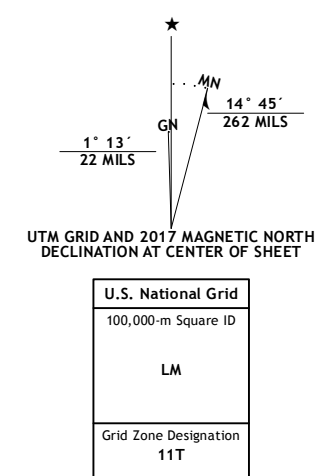 ★
MN
GN
14° 45´
262 MILS
1° 13´
22 MILS
UTM GRID AND 2017 MAGNETIC NORTH
DECLINATION AT CENTER OF SHEET
U.S. National Grid
100,000-m Square ID
LM
Grid Zone Designation
11T